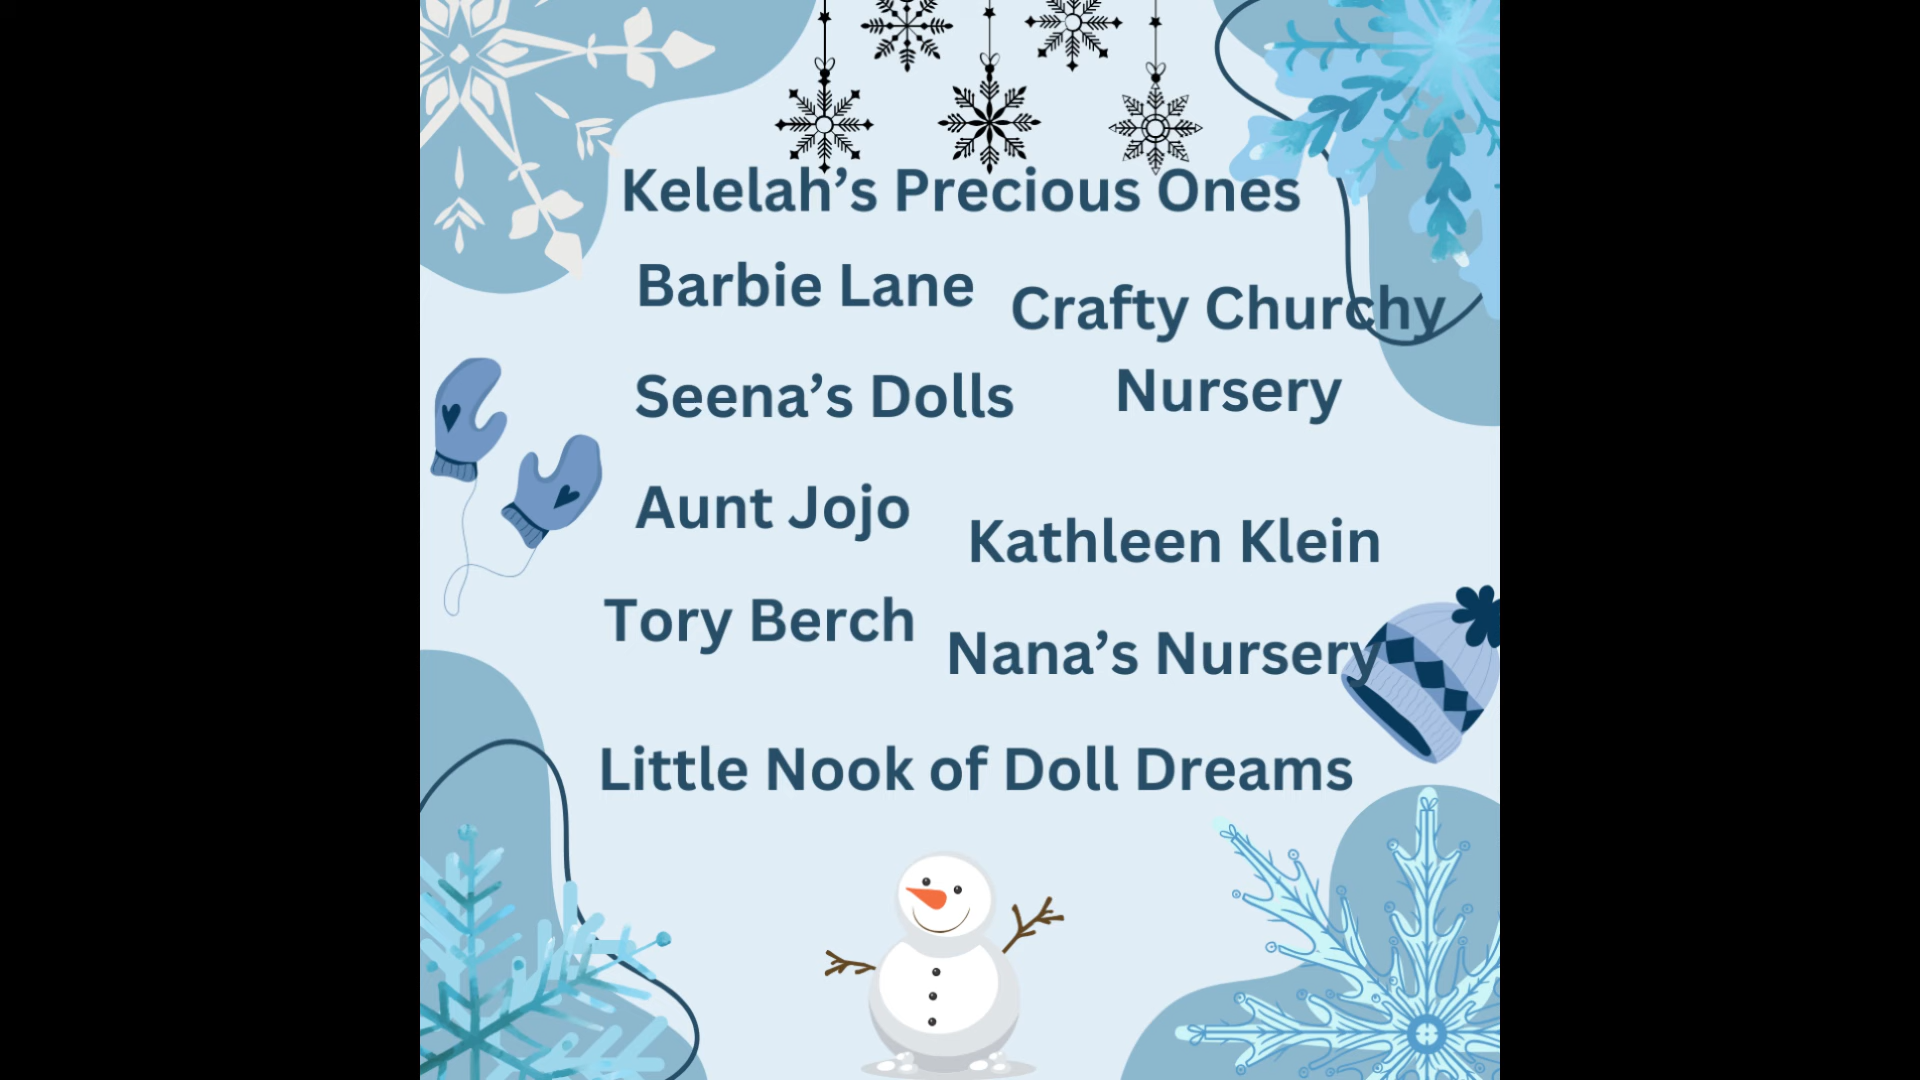 Kelelah’s Precious Ones
Barbie Lane
Crafty Churchy
Nursery
Seena’s Dolls
Aunt Jojo
Kathleen Klein
Tory Berch
Nana’s Nursery
Little Nook of Doll Dreams